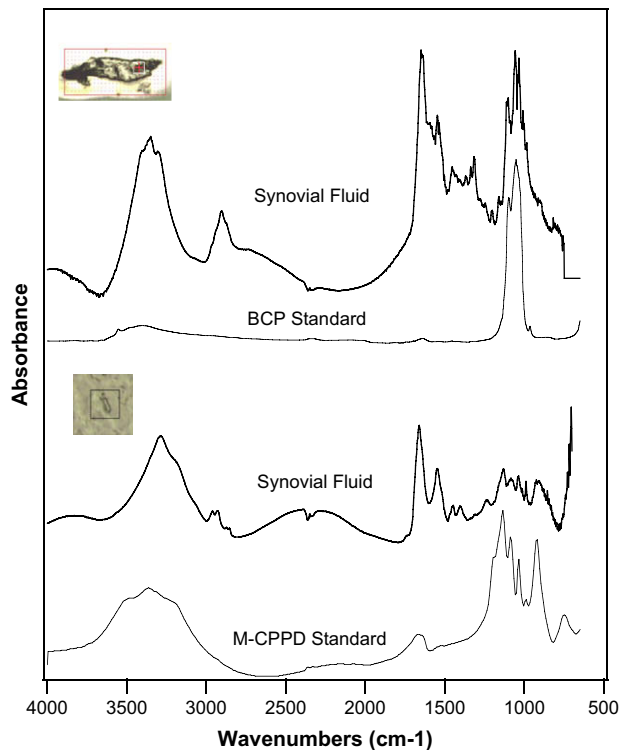 Synovial Fluid
BCP Standard
Synovial Fluid
M-CPPD Standard
Absorbance
4000 3500 3000 2500 2000 1500 1000 500
Wavenumbers (cm-1)